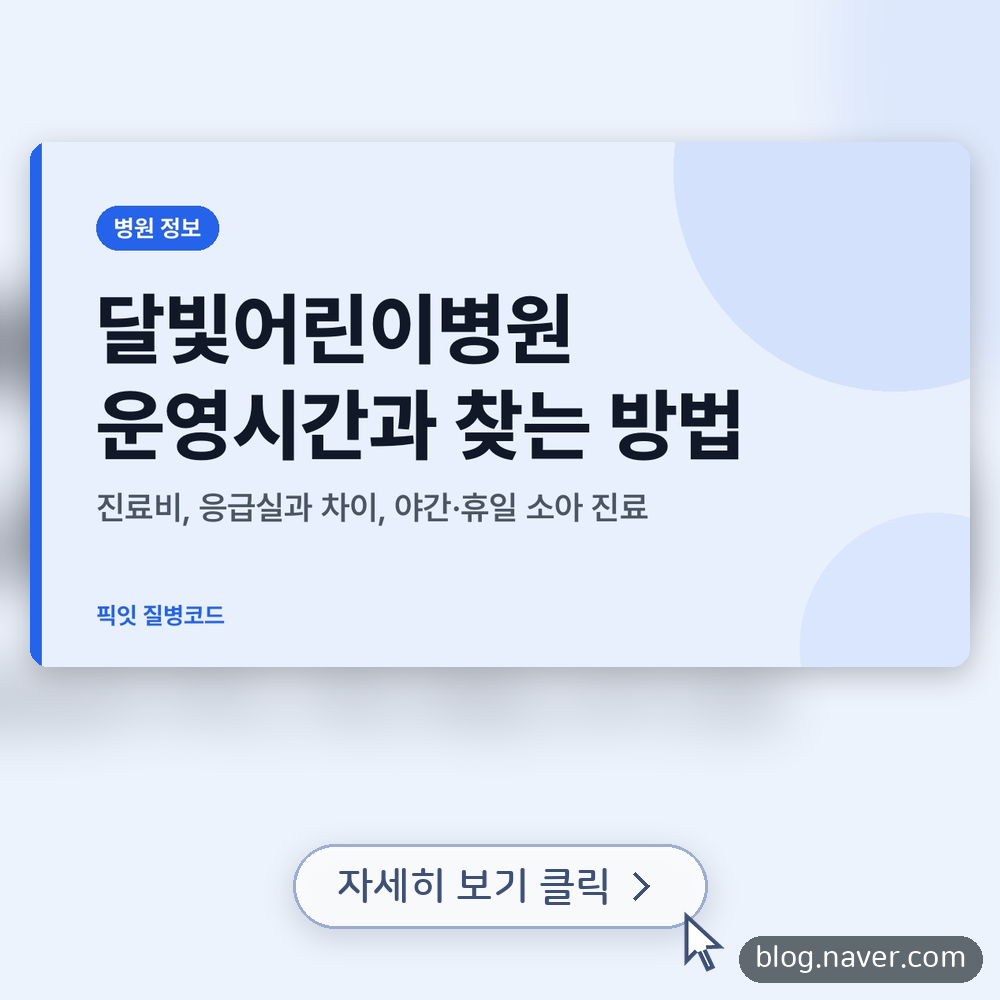 병원 정보
달빛어린이병원
운영시간과 찾는 방법
진료비, 응급실과 차이, 야간·휴일 소아 진료
픽잇 질병코드
자세히 보기 클릭
blog.naver.com